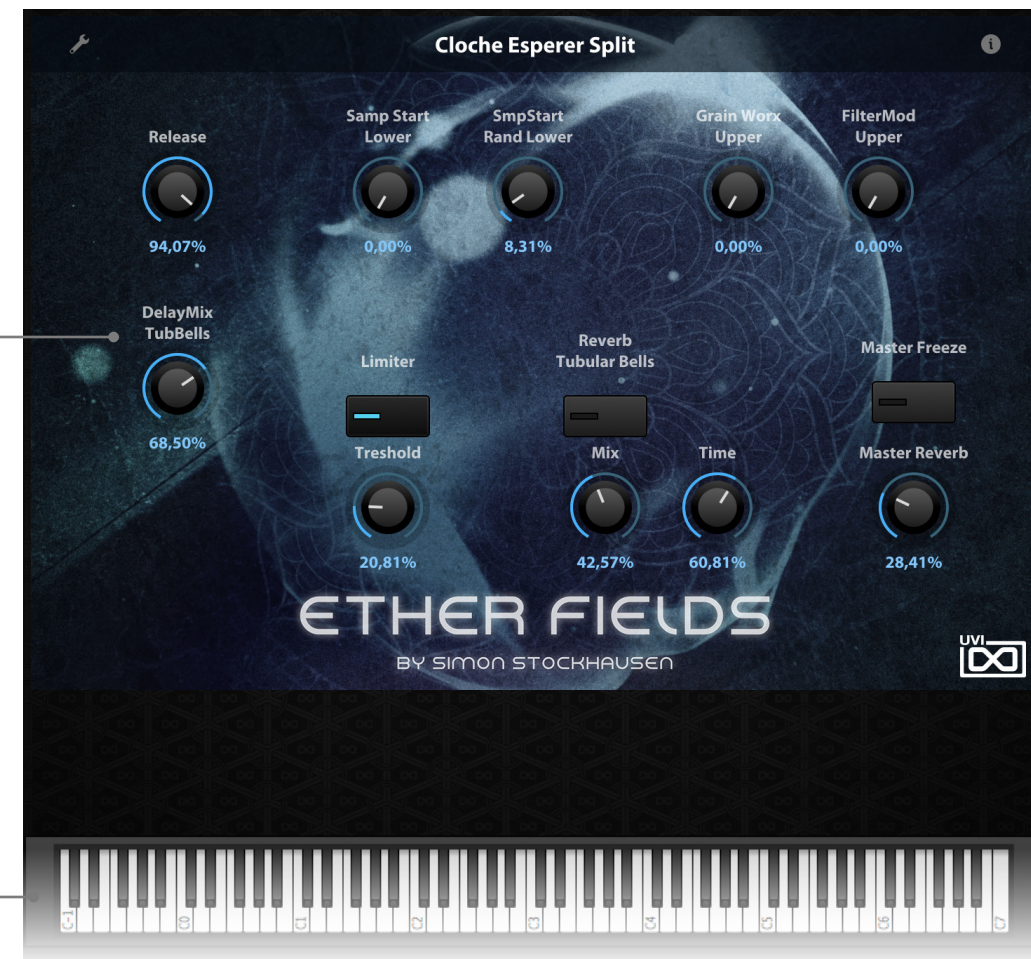 Cloche Esperer Split
i
Release
94,07%
Samp Start
Lower
0,00%
SmpStart
Rand Lower
8,31%
Grain Worx
Upper
0,00%
FilterMod
Upper
0,00%
DelayMix
TubBells
68,50%
Limiter
Treshold
20,81%
Reverb
Tubular Bells
Mix
42,57%
Time
60,81%
Master Freeze
Master Reverb
28,41%
ETHER FIELDS
BY SIMON STOCKHAUSEN
UVI
C-1
C0
C1
C2
C3
C4
C5
C6
C7